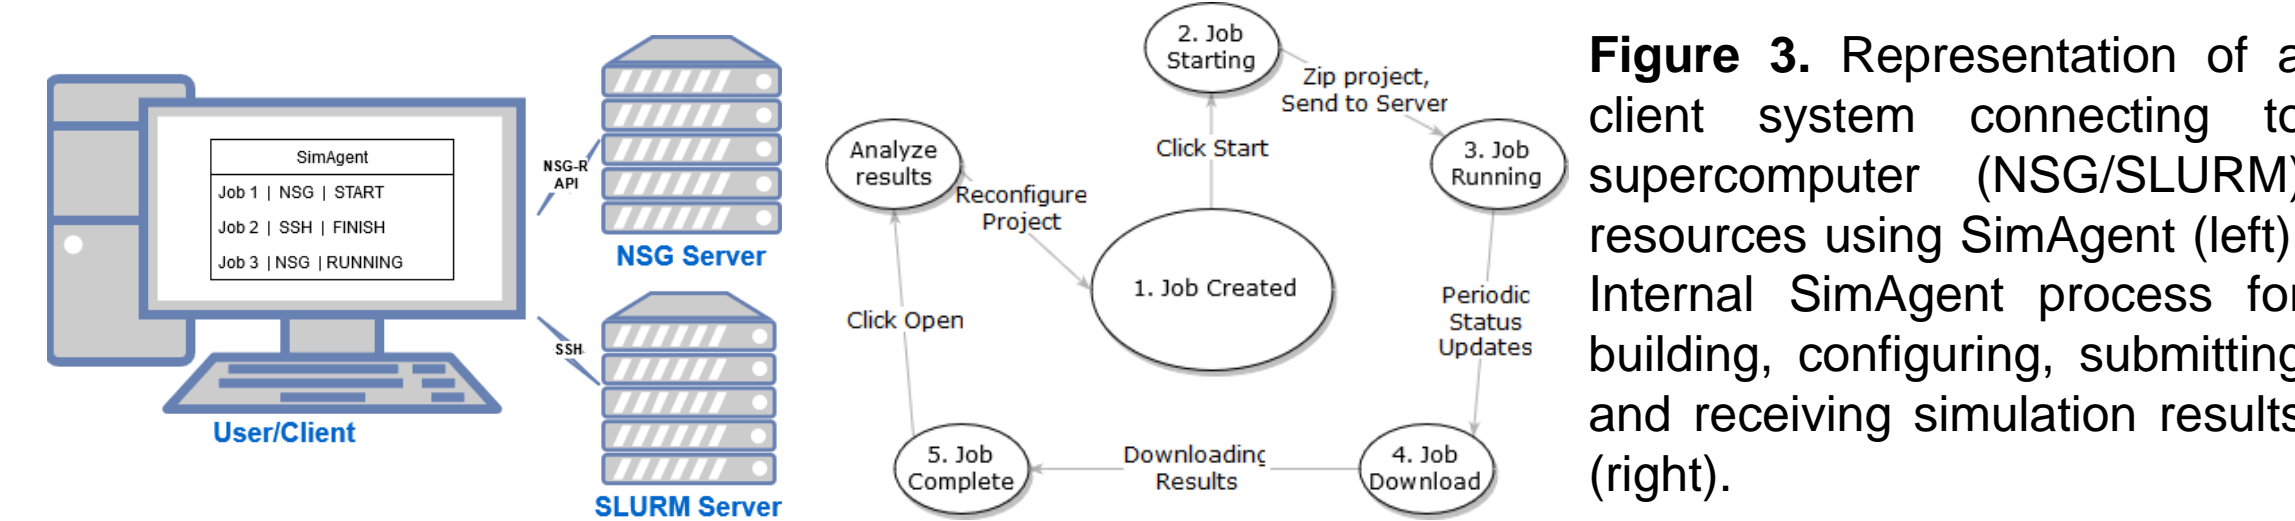 SimAgent
Job 1 | NSG | START
Job 2 | SSH | FINISH
Job 3 | NSG | RUNNING
User/Client
NSG-R
API
SSH
NSG Server
SLURM Server
2. Job
Starting
Zip project,
Send to Server
Click Start
3. Job
Running
Analyze
results
Reconfigure
Project
1. Job Created
Periodic
Status
Updates
Click Open
5. Job
Complete
Downloading
Results
4. Job
Download
Figure 3. Representation of a
client system connecting to
supercomputer (NSG/SLURM)
resources using SimAgent (left)
Internal SimAgent process for
building, configuring, submitting
and receiving simulation results
(right).